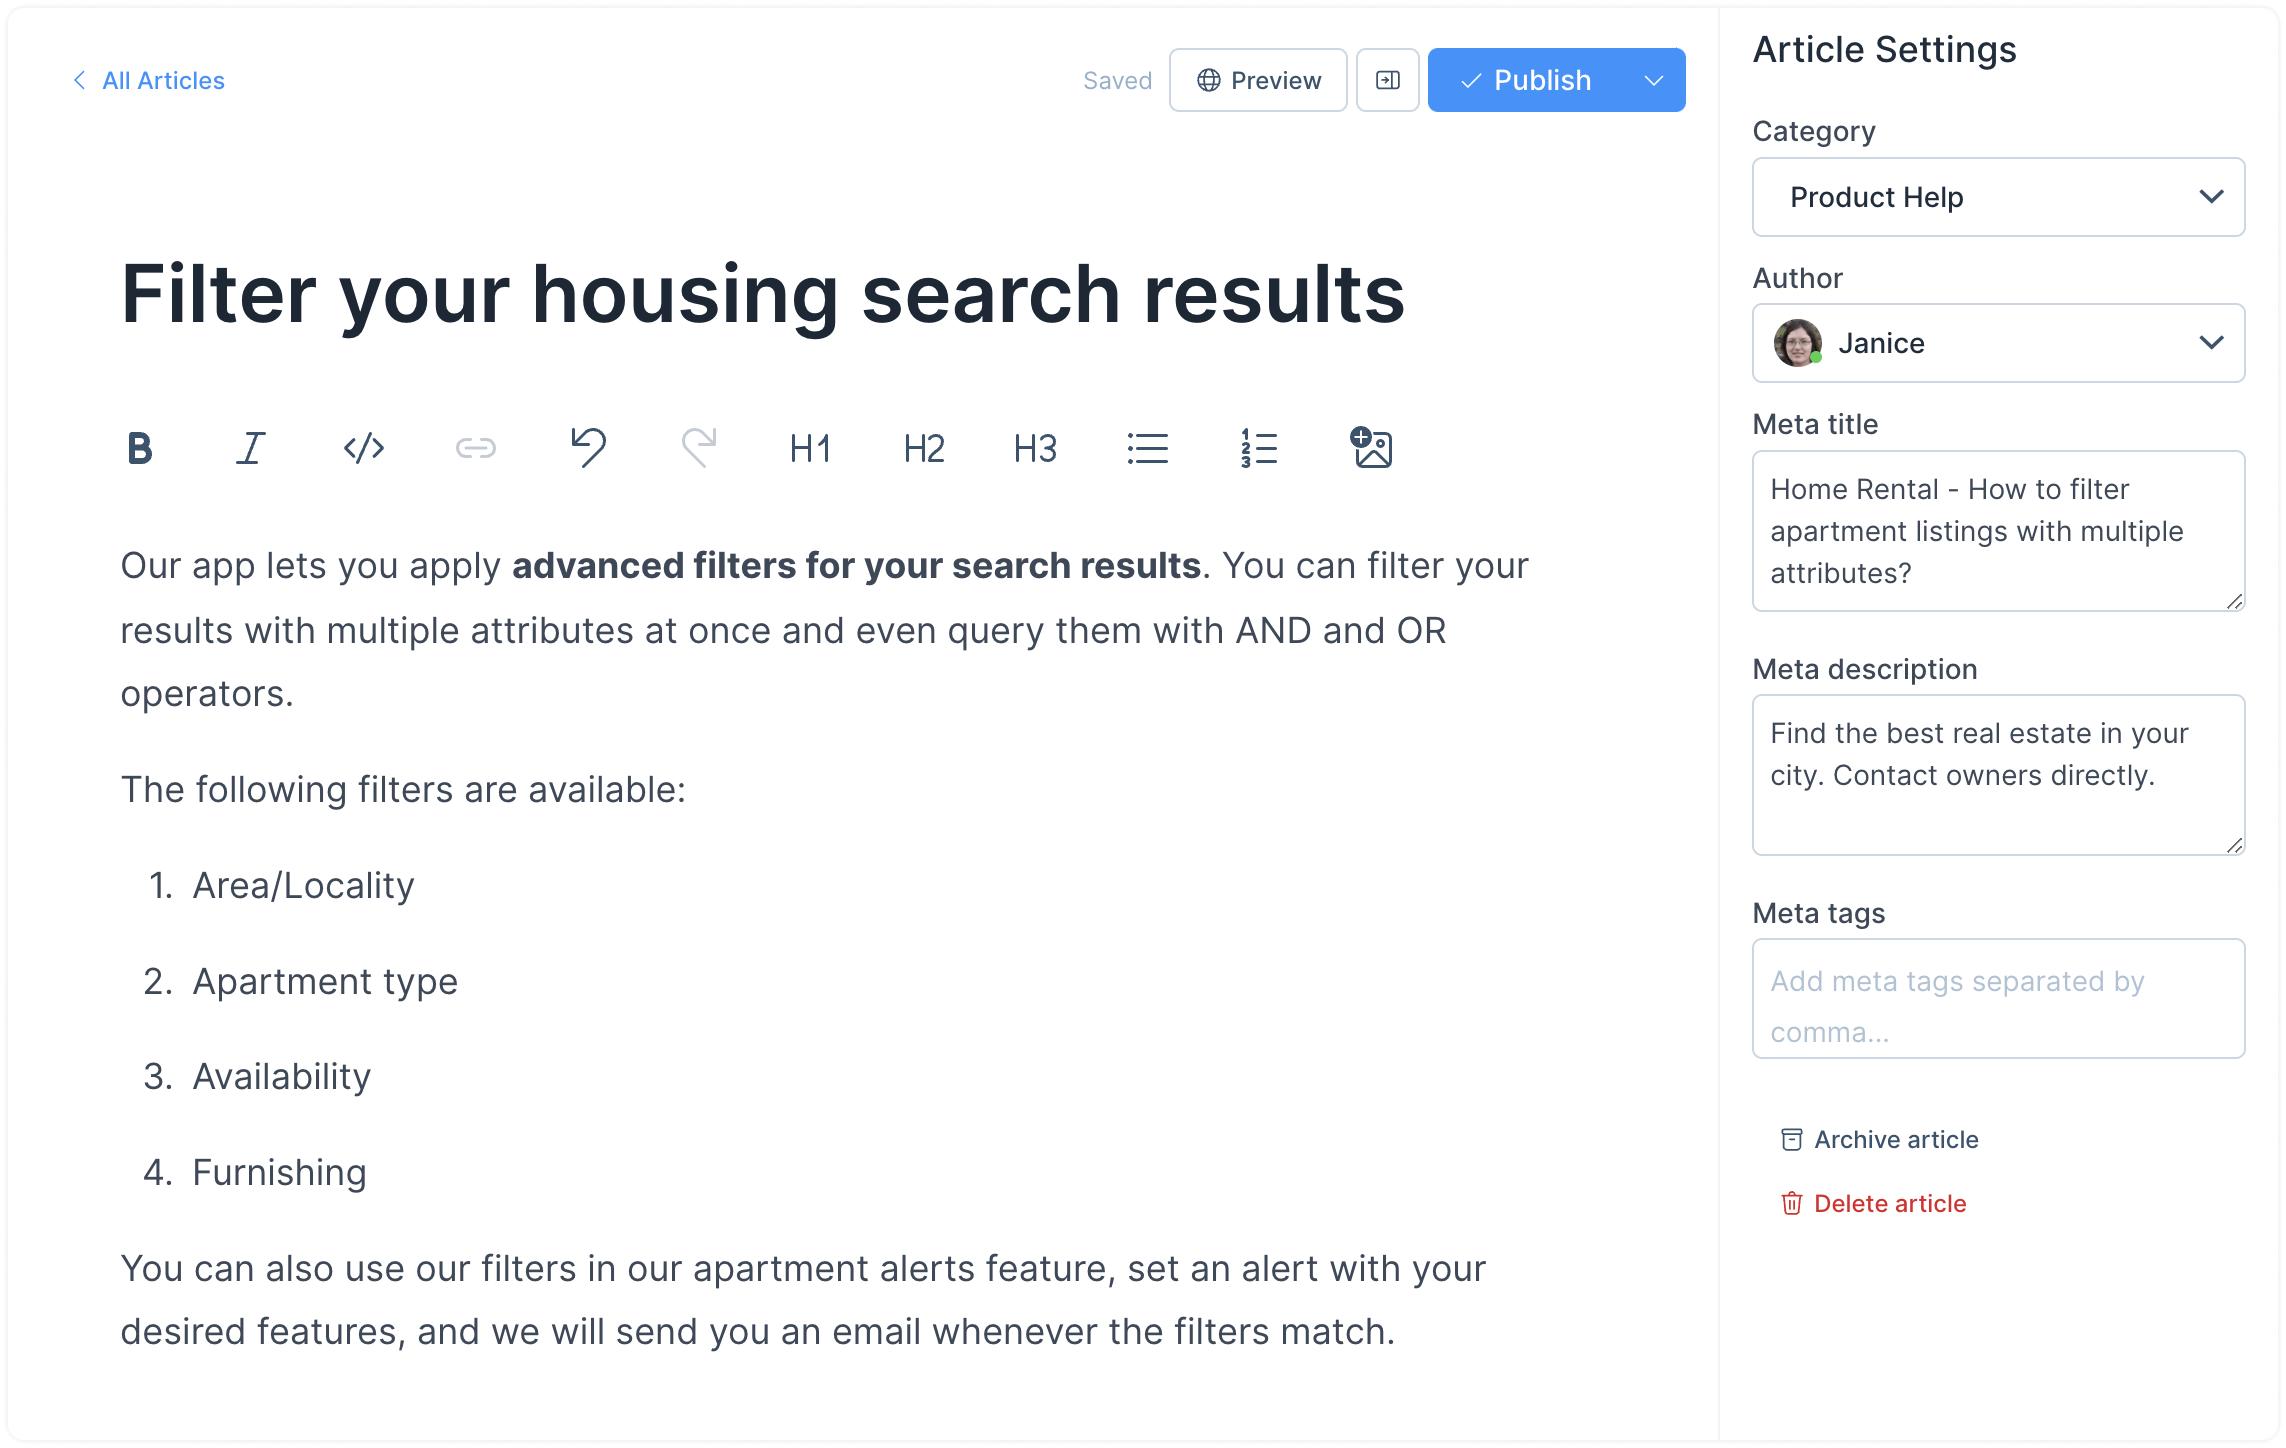 All Articles
Saved
Preview
Publish
Filter your housing search results
B
I
</>
H1
H2
H3
1
2
3
Our app lets you apply advanced filters for your search results. You can filter your
results with multiple attributes at once and even query them with AND and OR
operators.
The following filters are available:
1. Area/Locality
2. Apartment type
3. Availability
4. Furnishing
You can also use our filters in our apartment alerts feature, set an alert with your
desired features, and we will send you an email whenever the filters match.
Article Settings
Category
Product Help
Author
Janice
Meta title
Home Rental - How to filter
apartment listings with multiple
attributes?
Meta description
Find the best real estate in your
city. Contact owners directly.
Meta tags
Add meta tags separated by
comma...
Archive article
Delete article